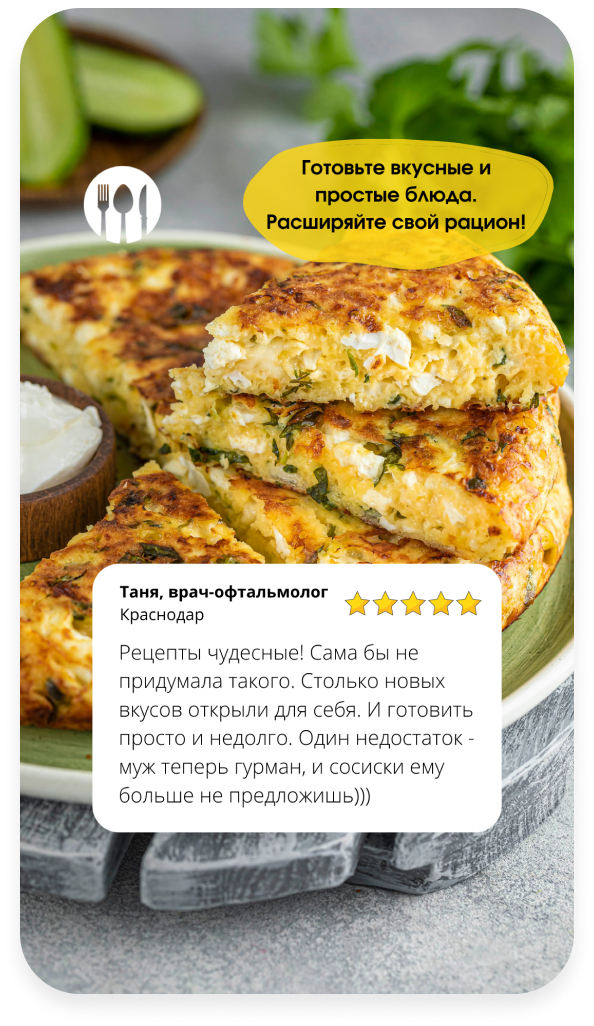 Готовьте вкусные и
простые блюда.
Расширяйте свой рацион!
Таня, врач-офтальмолог
Краснодар
Рецепты чудесные! Сама бы не
придумала такого. Столько новых
вкусов открыли для себя. И готовить
просто и недолго. Один недостаток -
муж теперь гурман, и сосиски ему
больше не предложишь)))